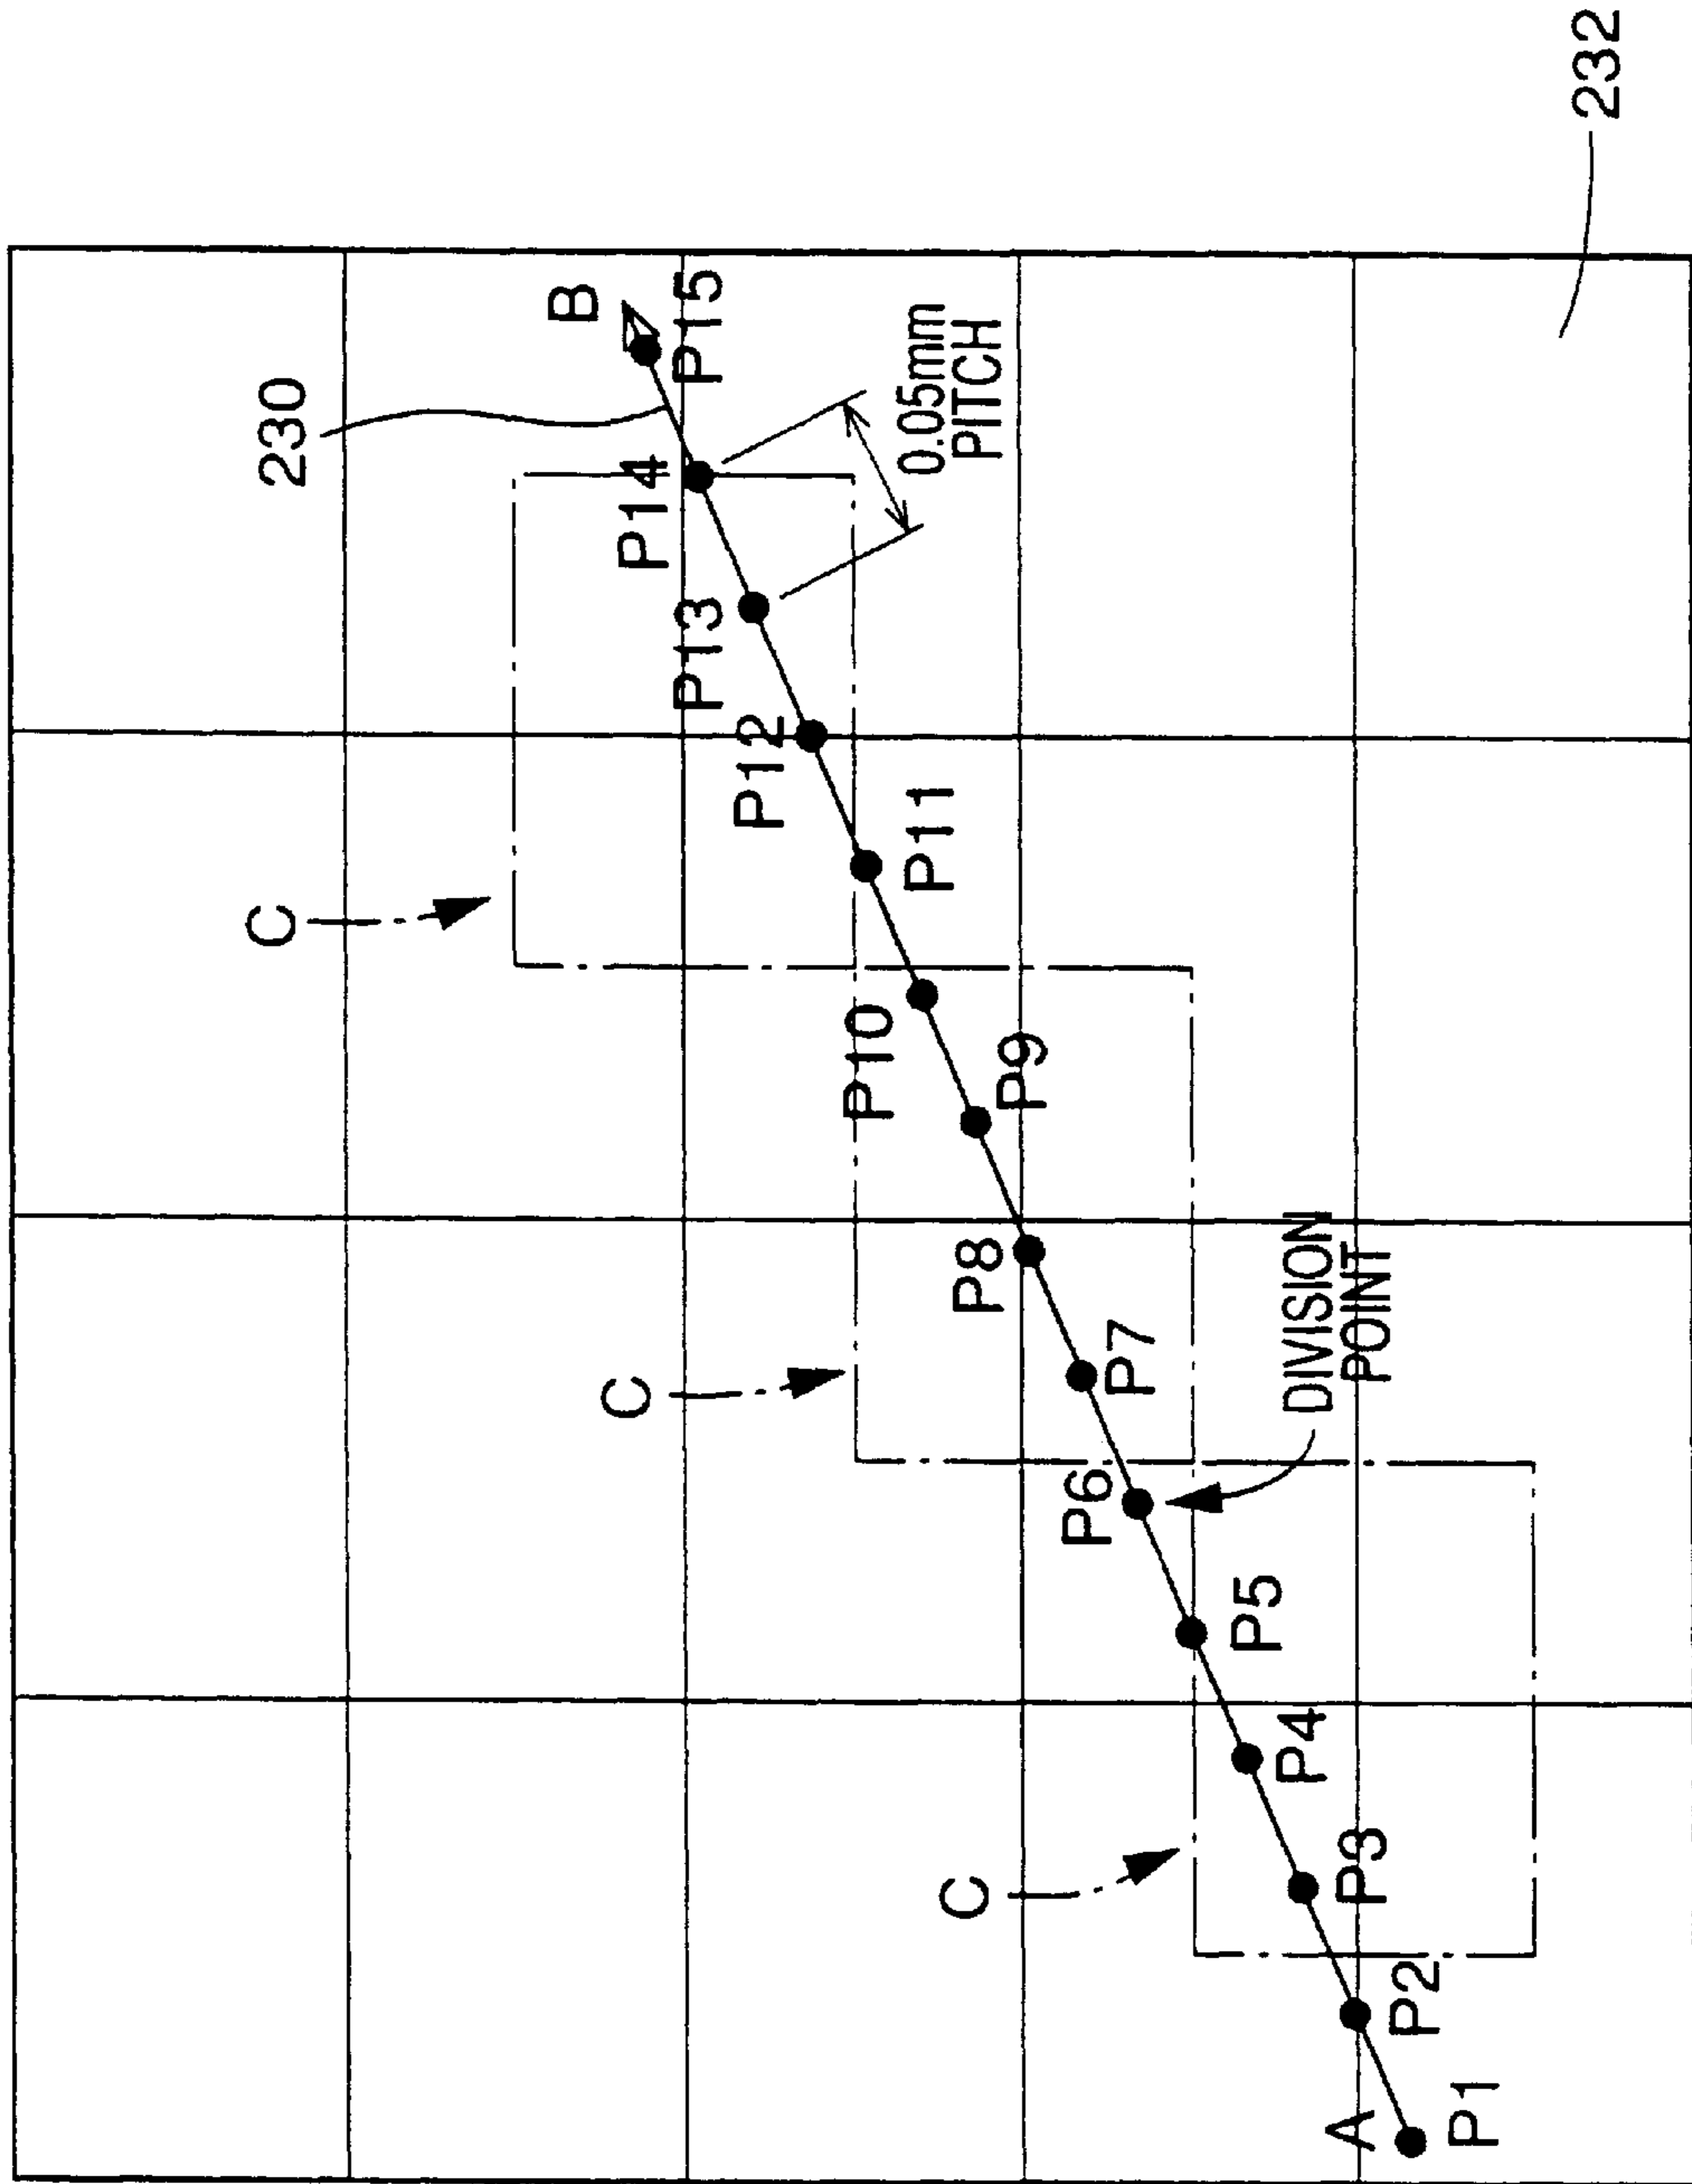 232
230
B
P15
0.05mm
PITCH
P14
P13
P12
P11
C
P10
P9
P8
C
P7
DIVISION
POINT
P6
P5
P4
C
P3
P2
A
P1